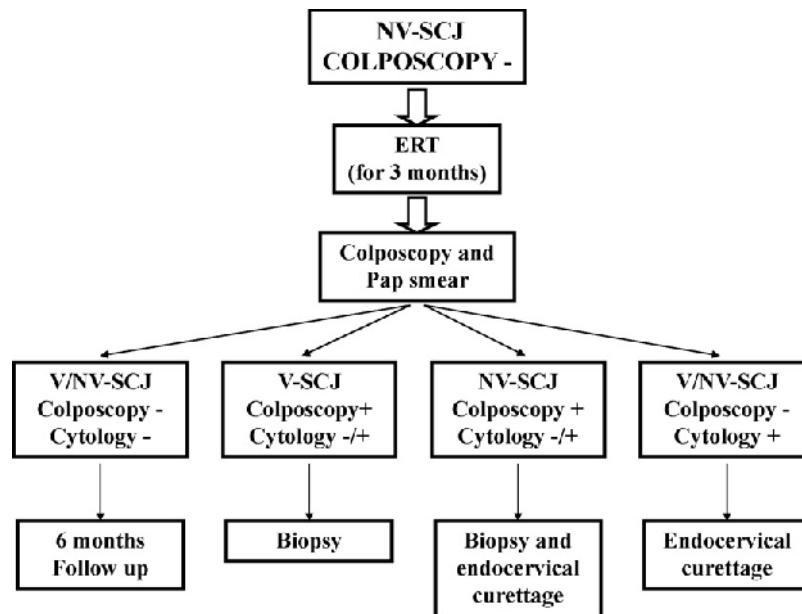 NV-SCJ
COLPOSCOPY -
ERT
(for 3 months)
Colposcopy and
Pap smear
V/NV-SCJ
Colposcopy -
Cytology -
V-SCJ
Colposcopy+
Cytology -/+
NV-SCJ
Colposcopy +
Cytology -/+
V/NV-SCJ
Colposcopy -
Cytology +
6 months
Follow up
Biopsy
Biopsy and
endocervical
curettage
Endocervical
curettage